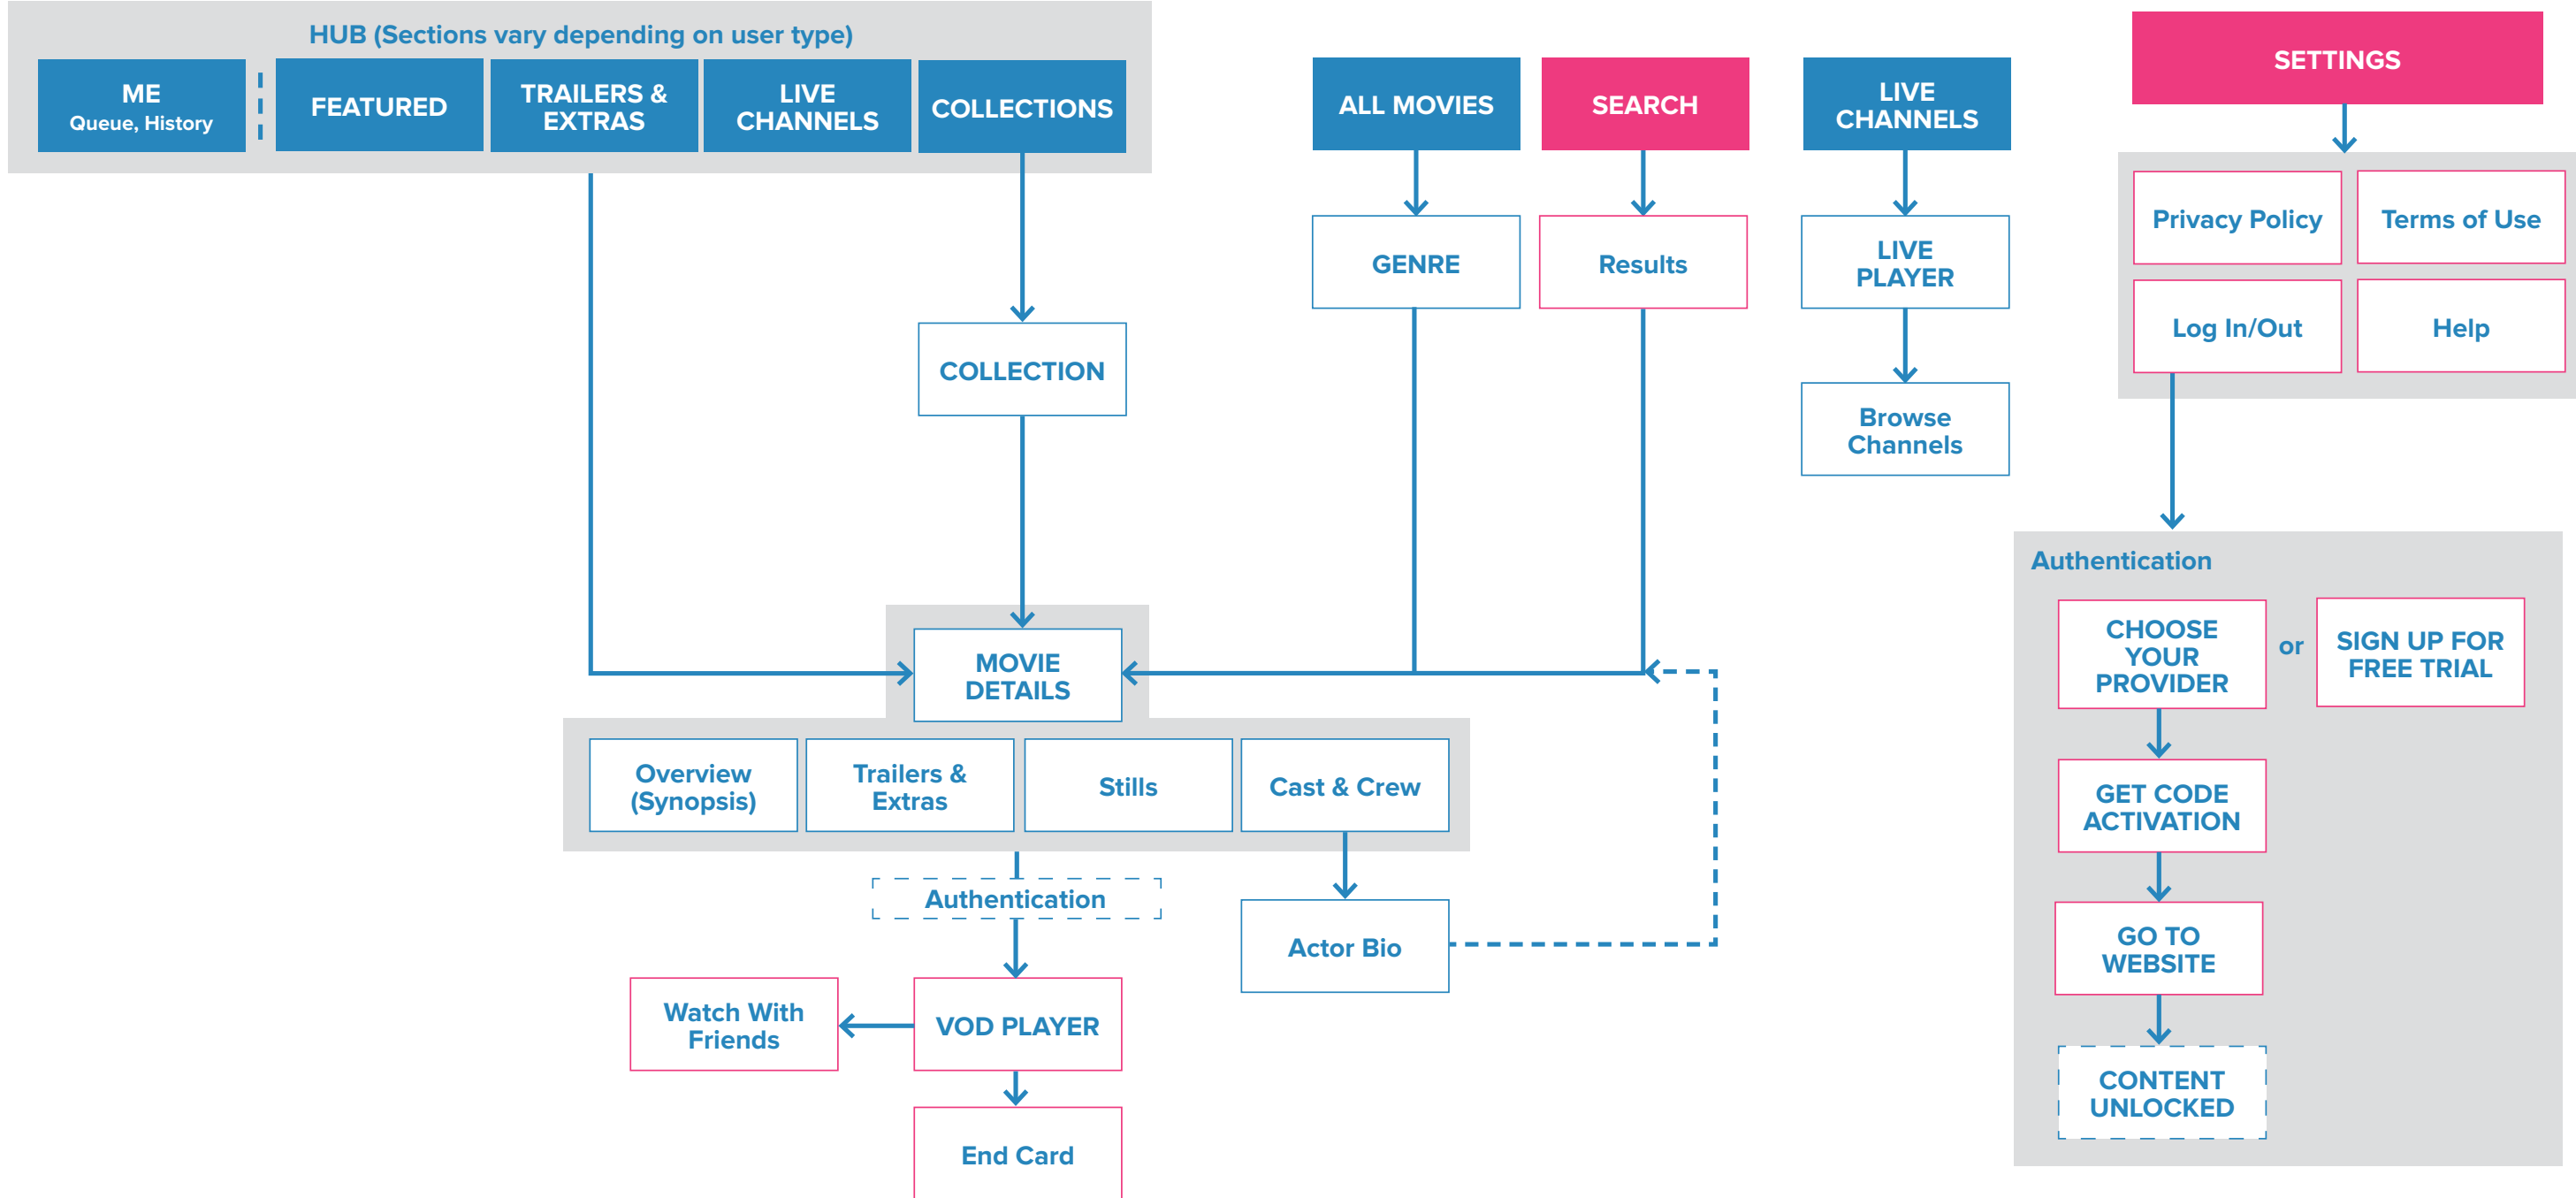 HUB (Sections vary depending on user type)
ME
Queue, History
FEATURED
TRAILERS &
EXTRAS
LIVE
CHANNELS
COLLECTIONS
ALL MOVIES
SEARCH
LIVE
CHANNELS
SETTINGS
GENRE
Results
LIVE
PLAYER
Privacy Policy
Terms of Use
Log In/Out
Help
COLLECTION
Browse
Channels
MOVIE
DETAILS
Overview
(Synopsis)
Trailers &
Extras
Stills
Cast & Crew
Authentication
Actor Bio
Watch With
Friends
VOD PLAYER
End Card
Authentication
CHOOSE
YOUR
PROVIDER
or
SIGN UP FOR
FREE TRIAL
GET CODE
ACTIVATION
GO TO
WEBSITE
CONTENT
UNLOCKED